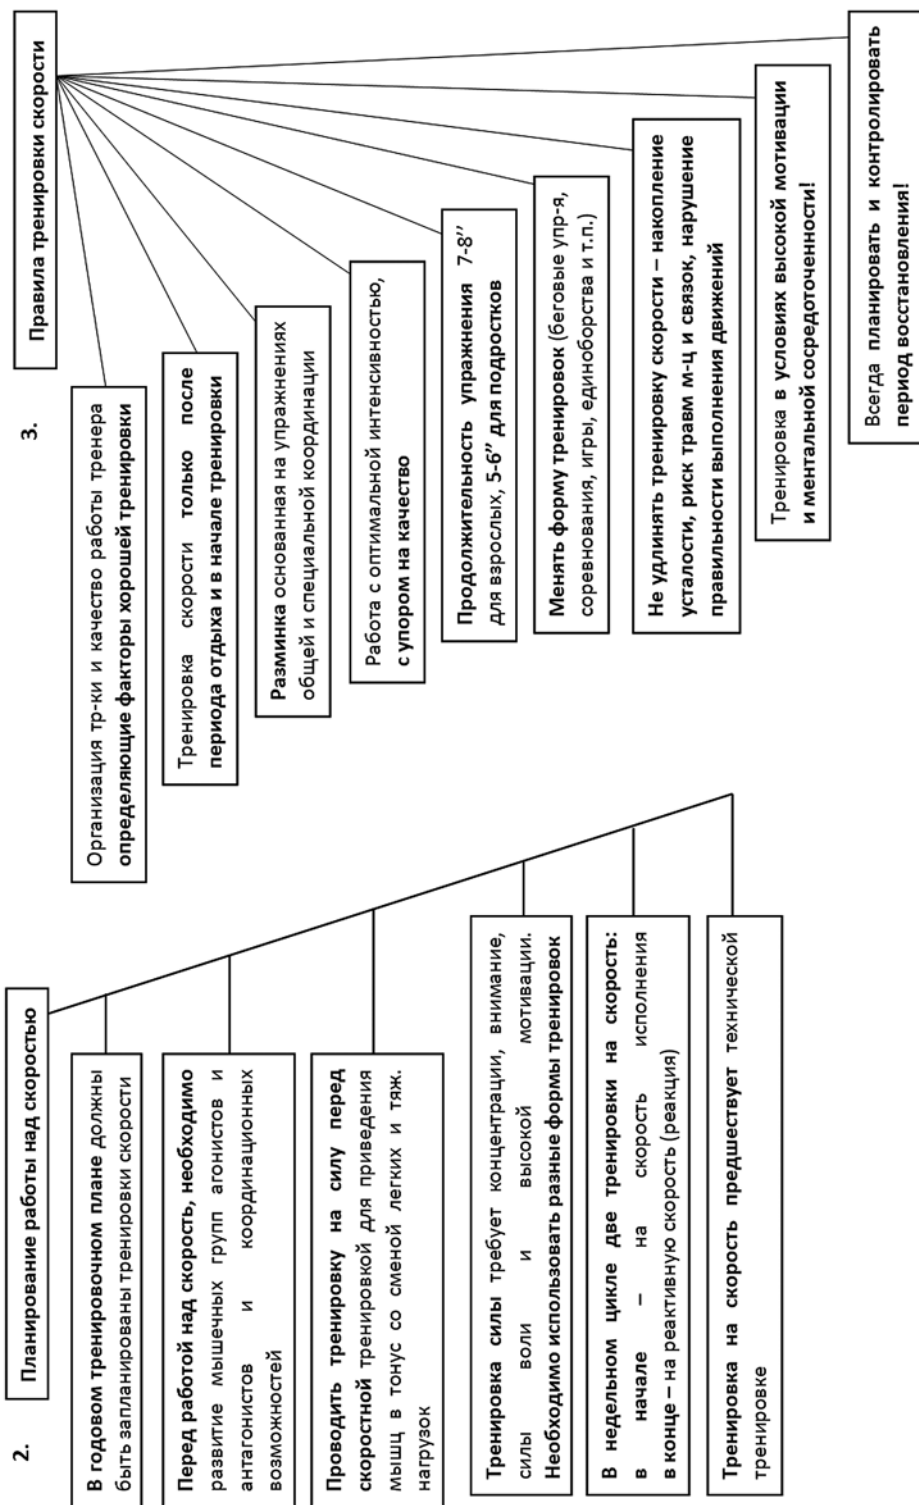 2.
Планирование работы над скоростью
В годовом тренировочном плане должны
быть запланированы тренировки скорости
Перед работой над скорость, необходимо
развитие мышечных групп агонистов и
антагонистов и координационных
возможностей
Проводить тренировку на силу перед
скоростной тренировкой для приведения
мышц в тонус со сменой легких и тяж.
нагрузок
Тренировка силы требует концентрации, внимание,
силы воли и высокой мотивации.
Необходимо использовать разные формы тренировок
В недельном цикле две тренировки на скорость:
в начале – на скорость исполнения
в конце – на реактивную скорость (реакция)
Тренировка на скорость предшествует технической
тренировке
3.
Правила тренировки скорости
Организация тр-ки и качество работы тренера
определяющие факторы хорошей тренировки
Тренировка скорости только после
периода отдыха и в начале тренировки
Разминка основанная на упражнениях
общей и специальной координации
Работа с оптимальной интенсивностью,
с упором на качество
Продолжительность упражнения 7-8’’
для взрослых, 5-6’’ для подростков
Менять форму тренировок (беговые упр-я,
соревнования, игры, единоборства и т.п.)
Не удлинять тренировку скорости – накопление
усталости, риск травм м-ц и связок, нарушение
правильности выполнения движений
Тренировка в условиях высокой мотивации
и ментальной сосредоточенности!
Всегда планировать и контролировать
период восстановления!